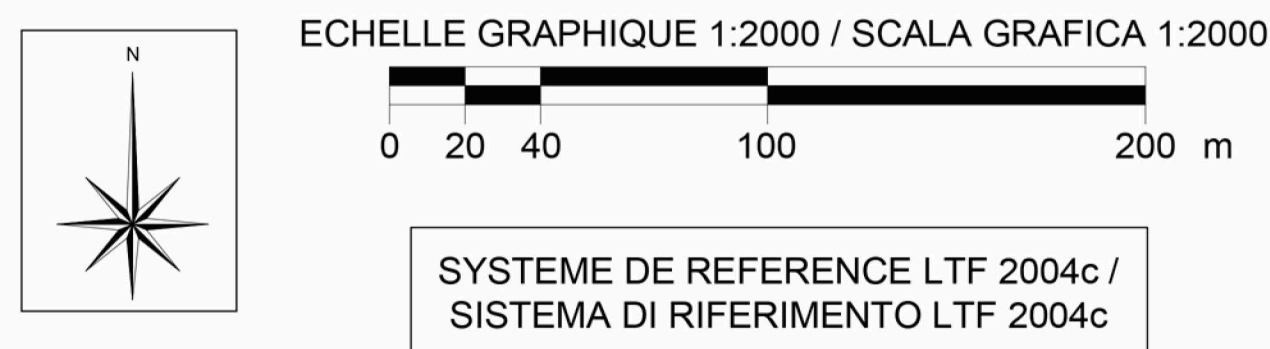 N
ECHELLE GRAPHIQUE 1:2000 / SCALA GRAFICA 1:2000
0 20 40 100 200 m
SYSTEME DE REFERENCE LTF 2004c /
SISTEMA DI RIFERIMENTO LTF 2004c